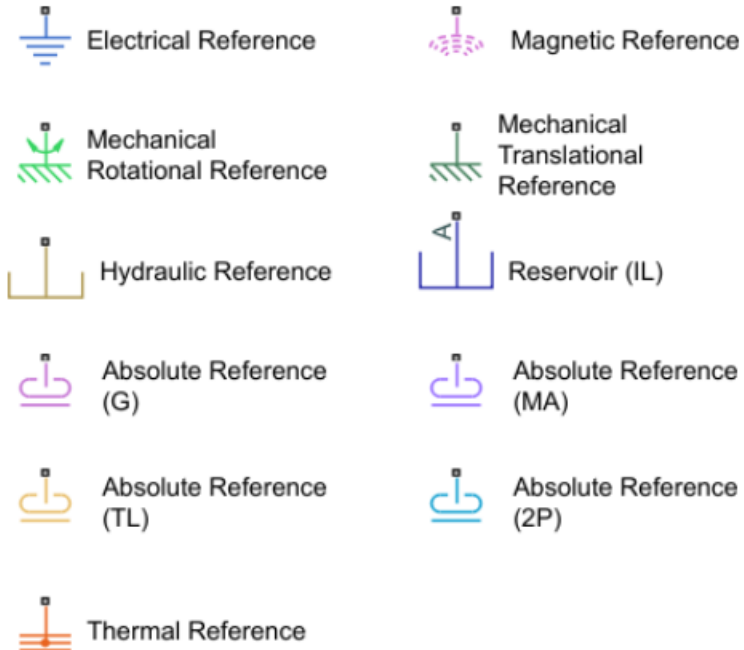 Electrical Reference
Magnetic Reference
Mechanical
Rotational Reference
Mechanical
Translational
Reference
Hydraulic Reference
A
Reservoir (IL)
Absolute Reference
(G)
Absolute Reference
(MA)
Absolute Reference
(TL)
Absolute Reference
(2P)
Thermal Reference